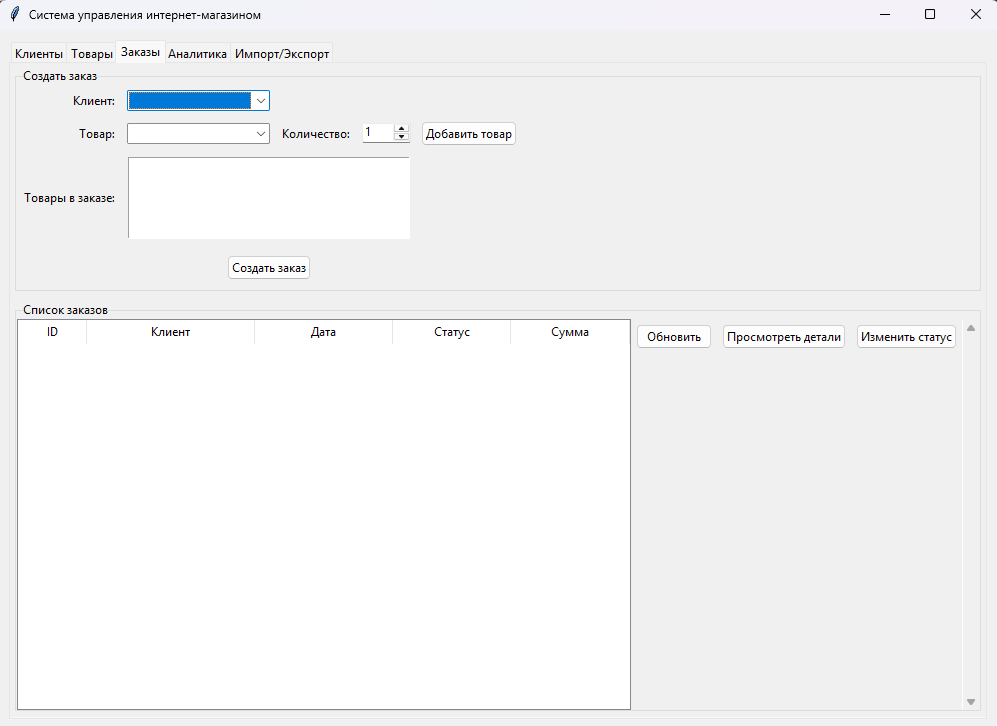 Система управления интернет-магазином
Клиенты Товары Заказы Аналитика Импорт/Экспорт
Создать заказ
Клиент:
Товар: Количество: 1 Добавить товар
Товары в заказе:
Создать заказ
Список заказов
ID Клиент Дата Статус Сумма Обновить Просмотреть детали Изменить статус